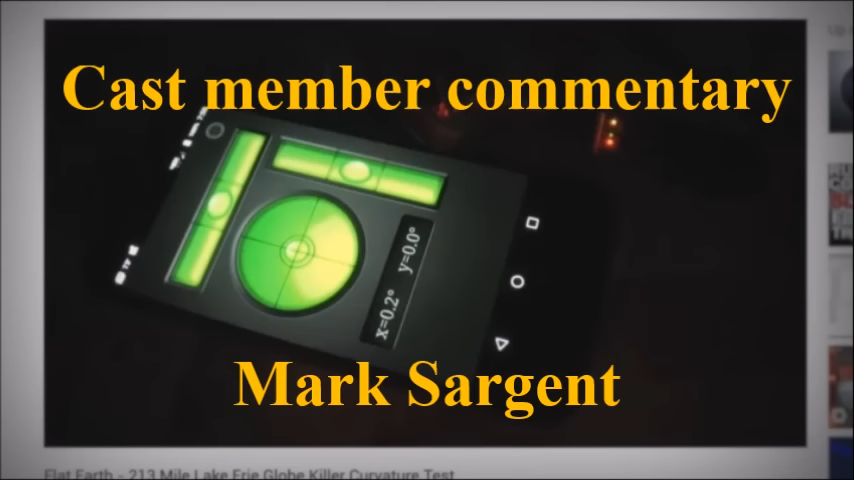 Cast member commentary
x=0.2° y=0.0°
Mark Sargent
Flat Earth - 213 Mile Lake Erie Globe Killer Curvature Test